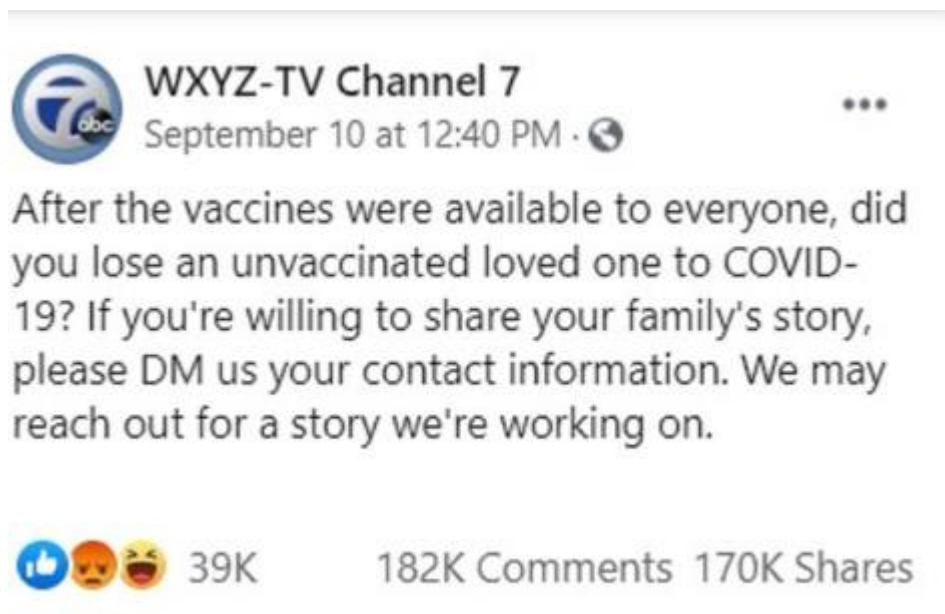 WXYZ-TV Channel 7
September 10 at 12:40 PM ·
After the vaccines were available to everyone, did
you lose an unvaccinated loved one to COVID-
19? If you're willing to share your family's story,
please DM us your contact information. We may
reach out for a story we're working on.
39K 182K Comments 170K Shares
7 abc